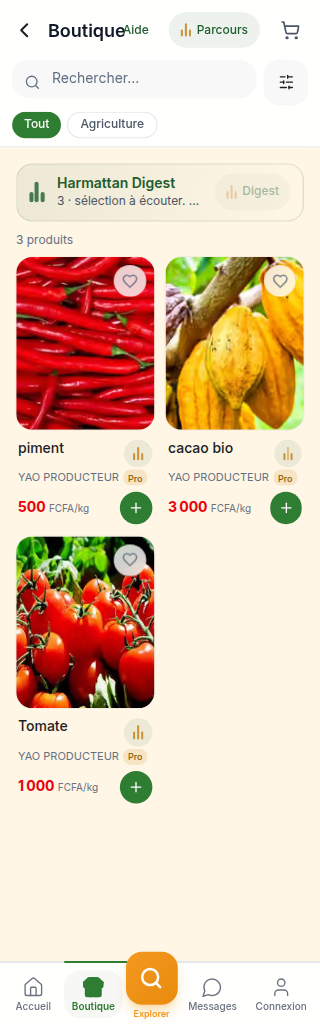 Boutique Aide Parcours
Rechercher...
Tout Agriculture
Harmattan Digest
3 · sélection à écouter. ...
Digest
3 produits
piment cacao bio
YAO PRODUCTEUR Pro YAO PRODUCTEUR Pro
500 FCFA/kg 3 000 FCFA/kg
Tomate
YAO PRODUCTEUR Pro
1 000 FCFA/kg
Accueil Boutique Explorer Messages Connexion